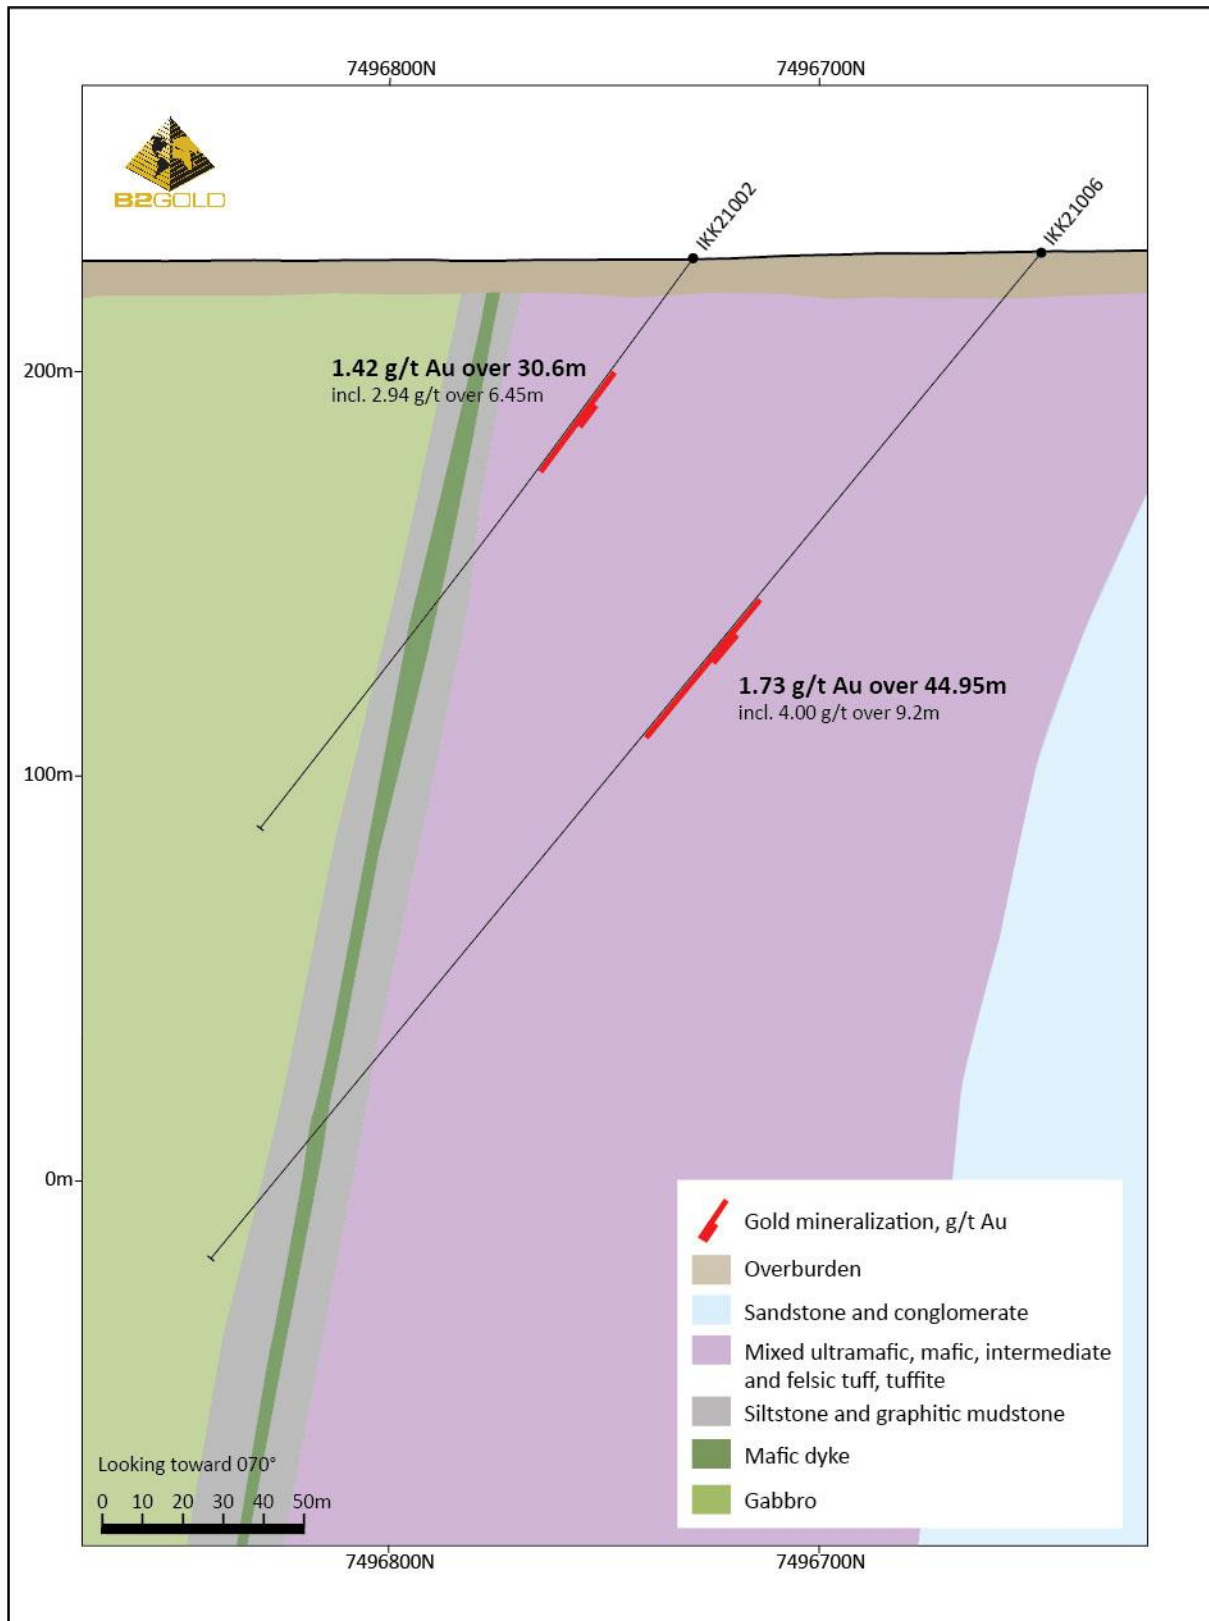 7496800N
7496700N
B2GOLD
IKK21002
IKK21006
200m
1.42 g/t Au over 30.6m
incl. 2.94 g/t over 6.45m
1.73 g/t Au over 44.95m
incl. 4.00 g/t over 9.2m
100m
0m
Gold mineralization, g/t Au
Overburden
Sandstone and conglomerate
Mixed ultramafic, mafic, intermediate
and felsic tuff, tuffite
Siltstone and graphitic mudstone
Mafic dyke
Gabbro
Looking toward 070°
0 10 20 30 40 50m
7496800N
7496700N